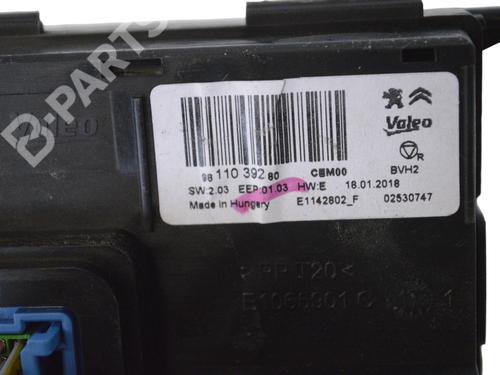 B-PARTS
VALEO
Valeo
R
98 110 392 80
CEM00
BVH2
SW:2.03 EEP:01.03 HW:E 18.01.2018
Made in Hungary
E1142802_F
02530747
>PP T20<